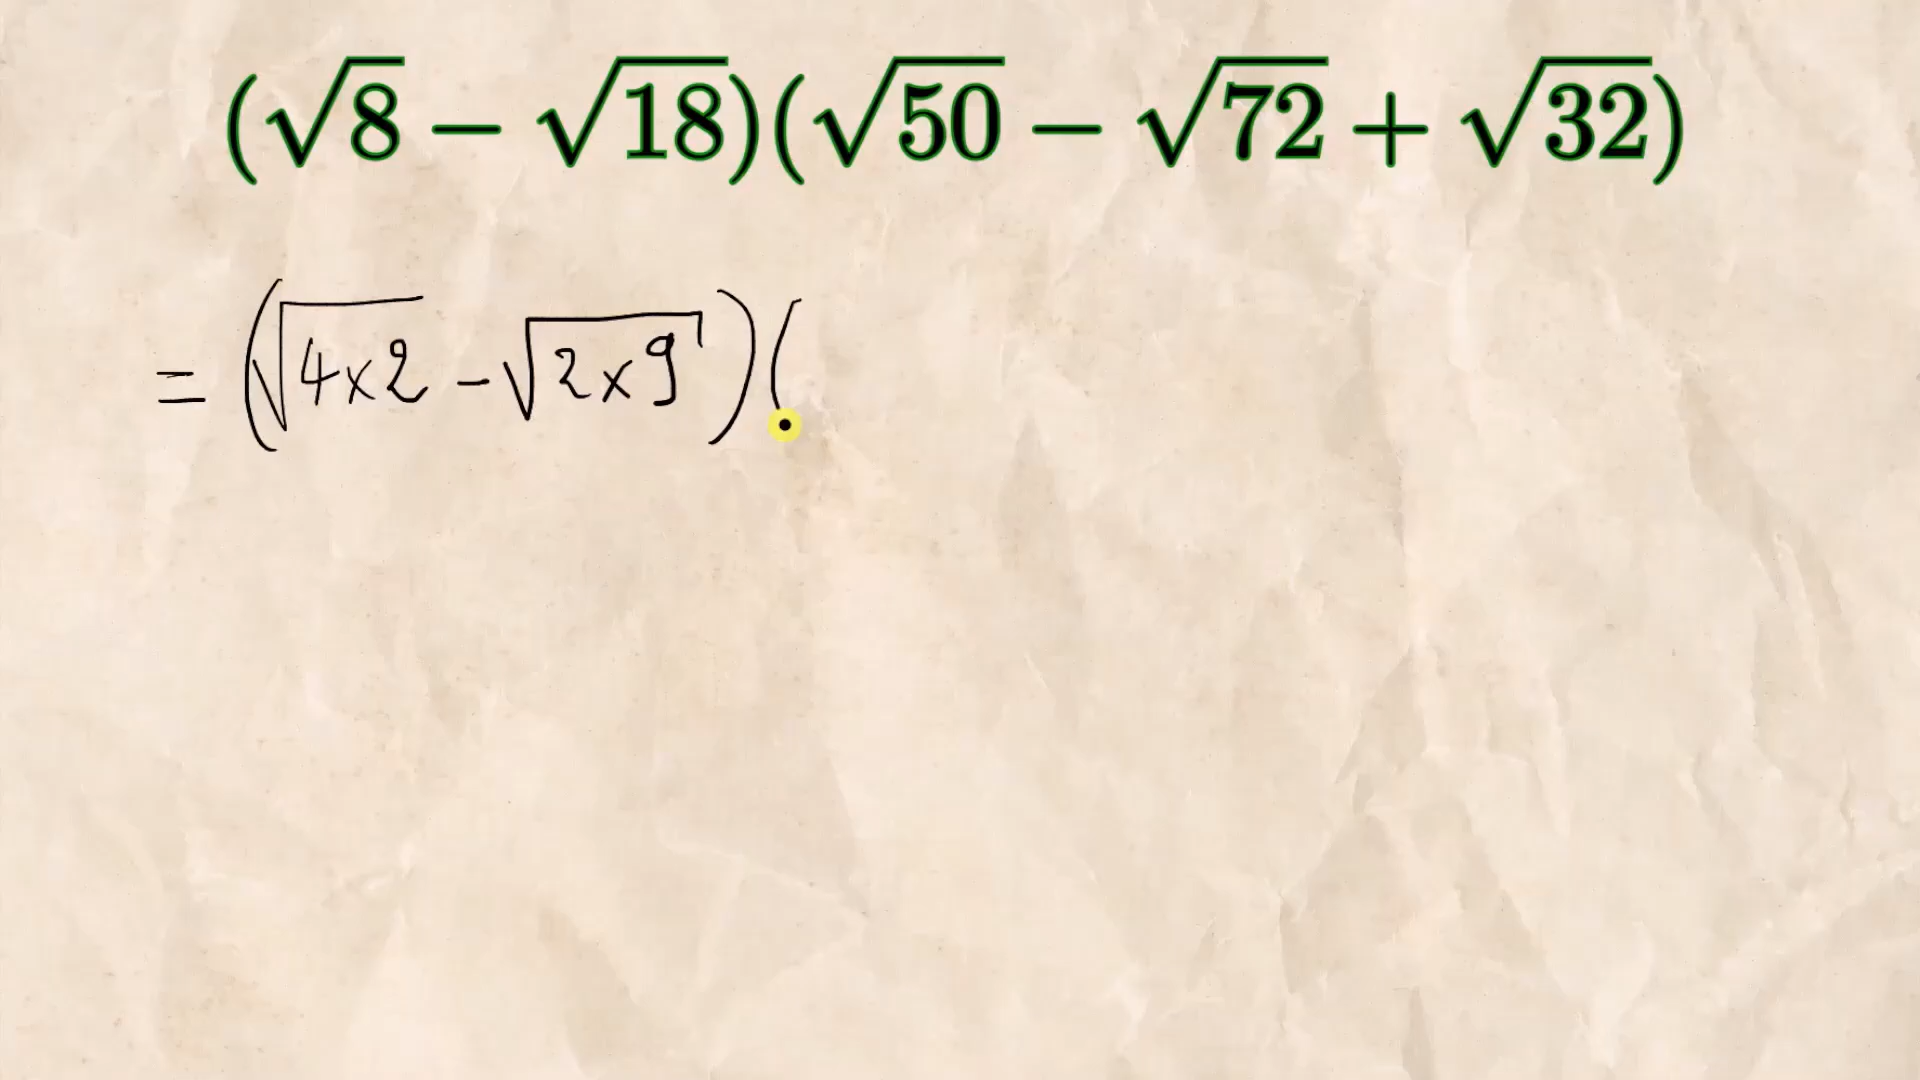 (√8 − √18)(√50 − √72 + √32)
= (√4×2 − √2×9)(